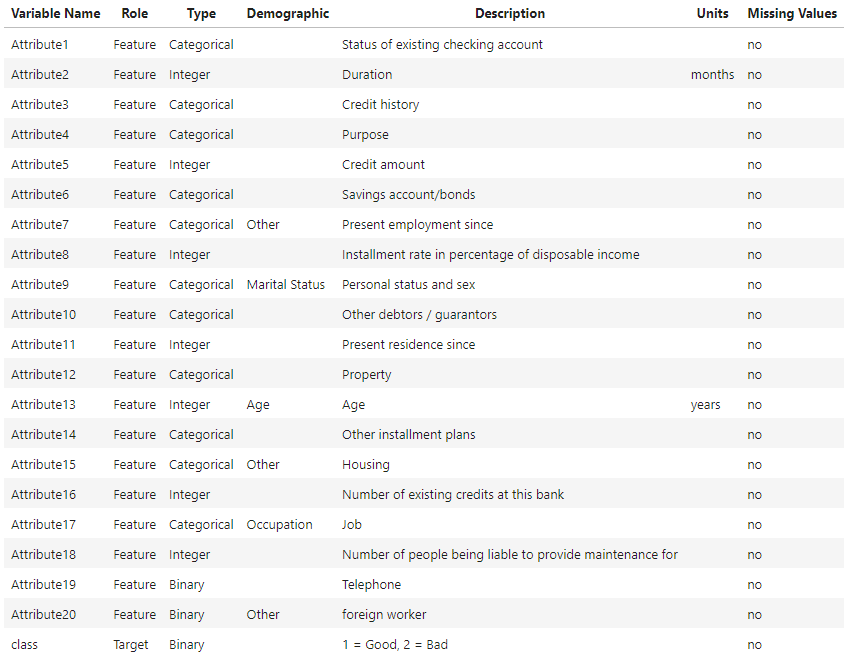 Variable Name Role Type Demographic Description Units Missing Values
Attribute1 Feature Categorical Status of existing checking account no
Attribute2 Feature Integer Duration months no
Attribute3 Feature Categorical Credit history no
Attribute4 Feature Categorical Purpose no
Attribute5 Feature Integer Credit amount no
Attribute6 Feature Categorical Savings account/bonds no
Attribute7 Feature Categorical Other Present employment since no
Attribute8 Feature Integer Installment rate in percentage of disposable income no
Attribute9 Feature Categorical Marital Status Personal status and sex no
Attribute10 Feature Categorical Other debtors / guarantors no
Attribute11 Feature Integer Present residence since no
Attribute12 Feature Categorical Property no
Attribute13 Feature Integer Age Age years no
Attribute14 Feature Categorical Other installment plans no
Attribute15 Feature Categorical Other Housing no
Attribute16 Feature Integer Number of existing credits at this bank no
Attribute17 Feature Categorical Occupation Job no
Attribute18 Feature Integer Number of people being liable to provide maintenance for no
Attribute19 Feature Binary Telephone no
Attribute20 Feature Binary Other foreign worker no
class Target Binary 1 = Good, 2 = Bad no